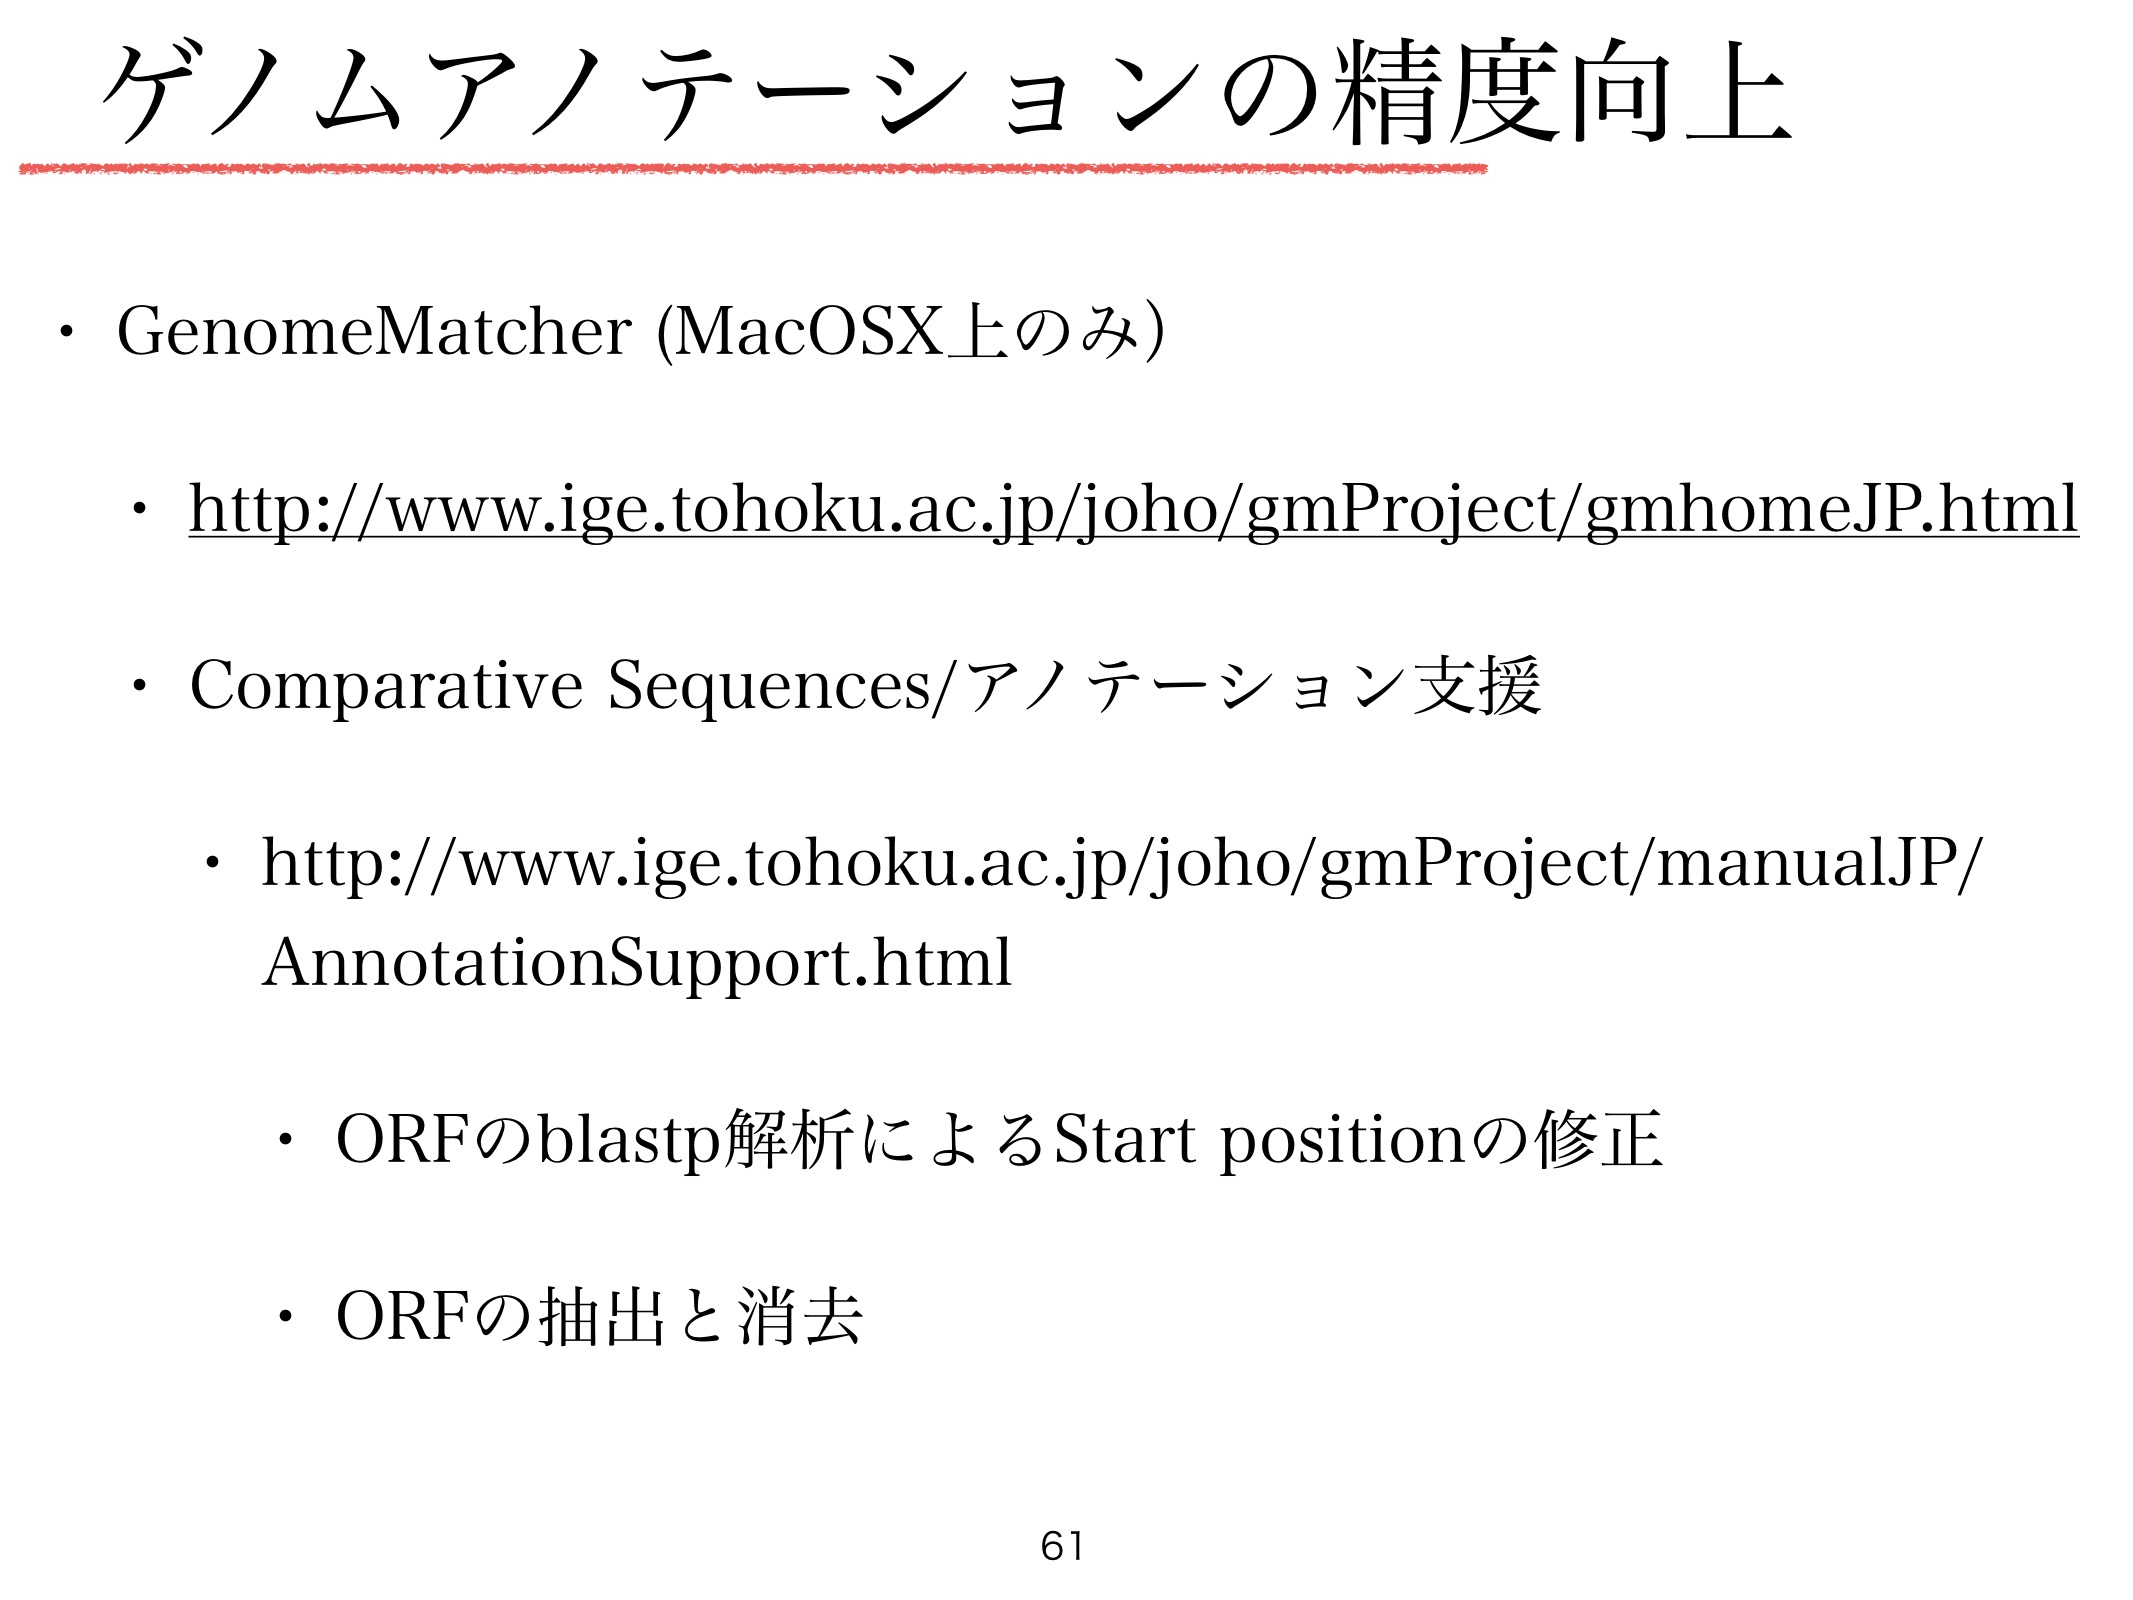 ゲノムアノテーションの精度向上
・GenomeMatcher (MacOSX上のみ）
・http://www.ige.tohoku.ac.jp/joho/gmProject/gmhomeJP.html
・Comparative Sequences/アノテーション支援
・http://www.ige.tohoku.ac.jp/joho/gmProject/manualJP/
AnnotationSupport.html
・ORFのblastp解析によるStart positionの修正
・ORFの抽出と消去
61